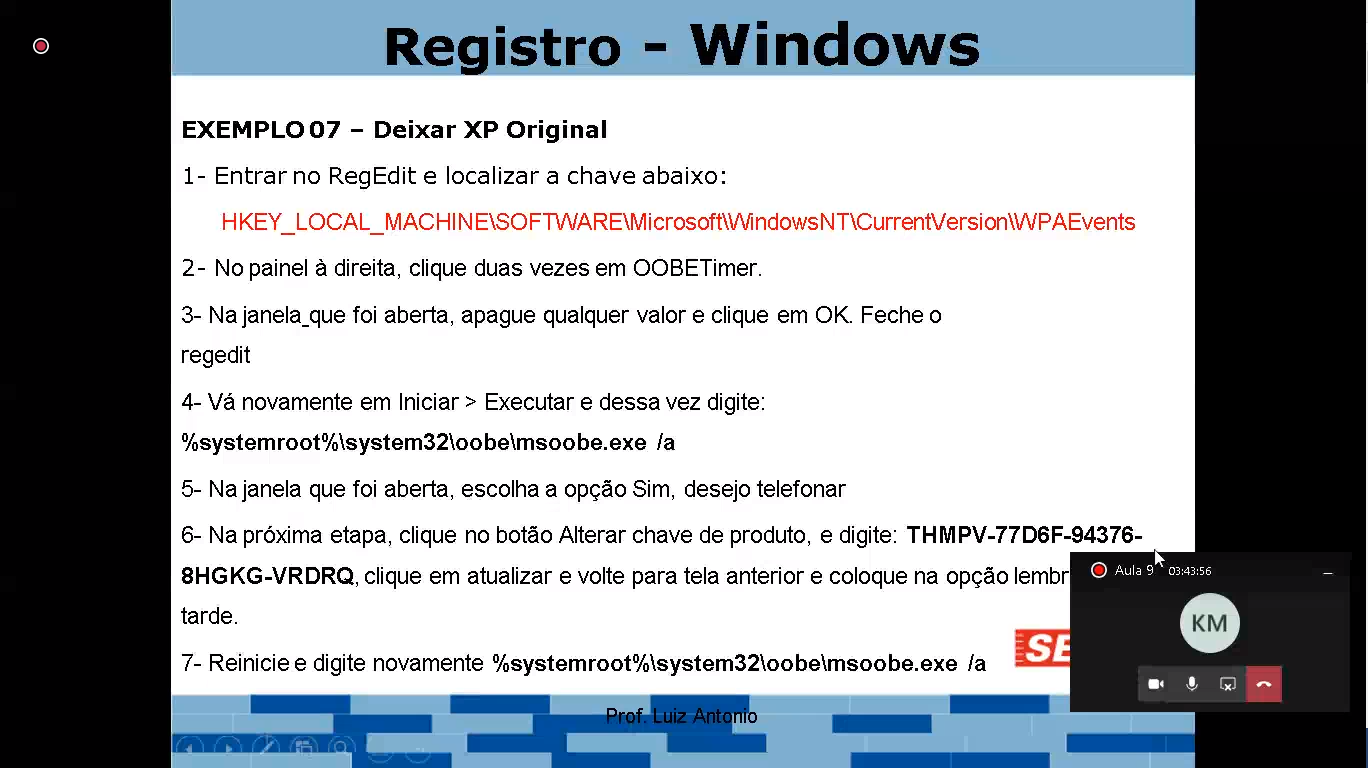 Registro - Windows
EXEMPLO 07 – Deixar XP Original
1- Entrar no RegEdit e localizar a chave abaixo:
HKEY_LOCAL_MACHINE\SOFTWARE\Microsoft\WindowsNT\CurrentVersion\WPAEvents
2- No painel à direita, clique duas vezes em OOBETimer.
3- Na janela que foi aberta, apague qualquer valor e clique em OK. Feche o
regedit
4- Vá novamente em Iniciar > Executar e dessa vez digite:
%systemroot%\system32\oobe\msoobe.exe /a
5- Na janela que foi aberta, escolha a opção Sim, desejo telefonar
6- Na próxima etapa, clique no botão Alterar chave de produto, e digite: THMPV-77D6F-94376-
8HGKG-VRDRQ, clique em atualizar e volte para tela anterior e coloque na opção lembr
tarde.
7- Reinicie e digite novamente %systemroot%\system32\oobe\msoobe.exe /a
SE
Prof. Luiz Antonio
Aula 9 03:43:56
KM